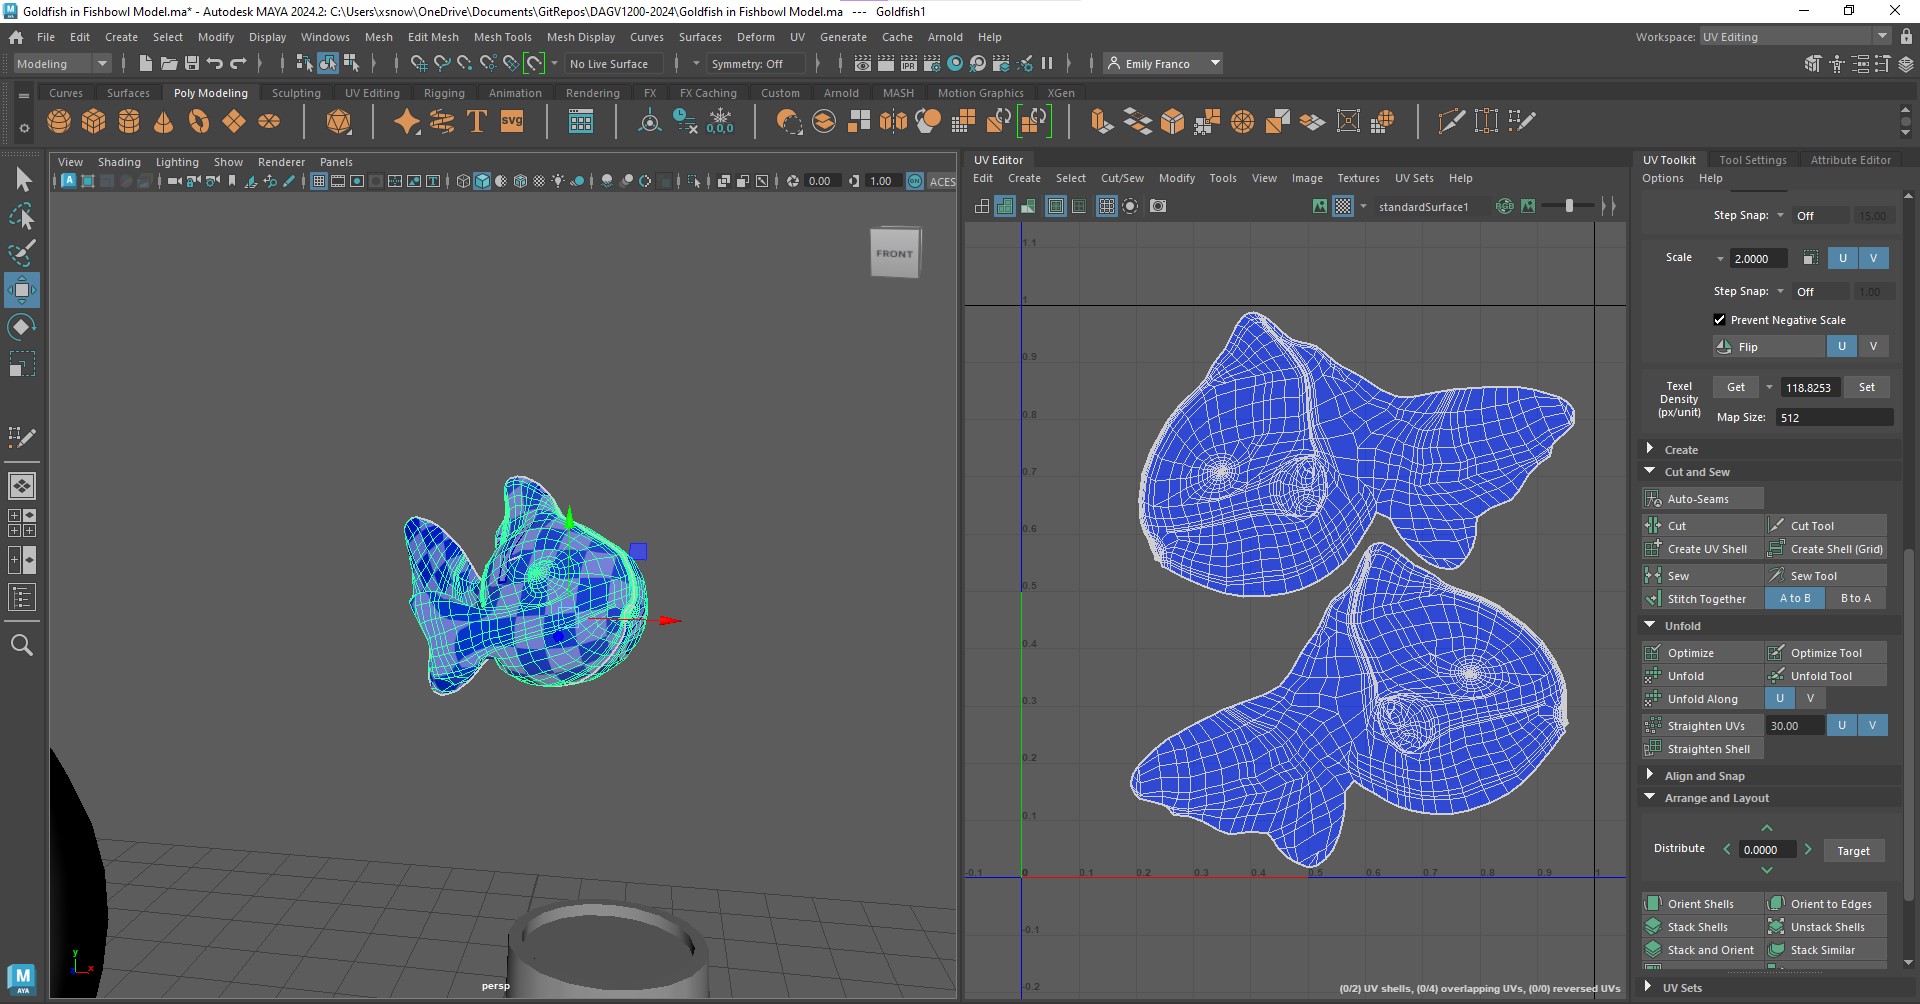 Goldfish in Fishbowl Model.ma* - Autodesk MAYA 2024.2: C:\Users\xsnow\OneDrive\Documents\GitRepos\DAGV1200-2024\Goldfish in Fishbowl Model.ma --- Goldfish1
File Edit Create Select Modify Display Windows Mesh Edit Mesh Mesh Tools Mesh Display Curves Surfaces Deform UV Generate Cache Arnold Help Workspace: UV Editing
Modeling No Live Surface Symmetry: Off IPR Emily Franco
Curves Surfaces Poly Modeling Sculpting UV Editing Rigging Animation Rendering FX FX Caching Custom Arnold MASH Motion Graphics XGen
T SVG 0,0,0
View Shading Lighting Show Renderer Panels
A 0.00 1.00 ON ACES
FRONT
y
x
persp
M
AYA
UV Editor
Edit Create Select Cut/Sew Modify Tools View Image Textures UV Sets Help
standardSurface1 RGB
1.1
1
0.9
0.8
0.7
0.6
0.5
0.4
0.3
0.2
0.1
-0.1 0 0.1 0.2 0.3 0.4 0.5 0.6 0.7 0.8 0.9 1
-0.1
-0.2
(0/2) UV shells, (0/4) overlapping UVs, (0/0) reversed UVs
UV Toolkit Tool Settings Attribute Editor
Options Help
Step Snap: Off 15.00
Scale 2.0000 U V
Step Snap: Off 1.00
Prevent Negative Scale
Flip U V
Texel Density (px/unit) Get 118.8253 Set
Map Size: 512
Create
Cut and Sew
Auto-Seams
Cut Cut Tool
Create UV Shell Create Shell (Grid)
Sew Sew Tool
Stitch Together A to B B to A
Unfold
Optimize Optimize Tool
Unfold Unfold Tool
Unfold Along U V
Straighten UVs 30.00 U V
Straighten Shell
Align and Snap
Arrange and Layout
Distribute 0.0000 Target
Orient Shells Orient to Edges
Stack Shells Unstack Shells
Stack and Orient Stack Similar
UV Sets